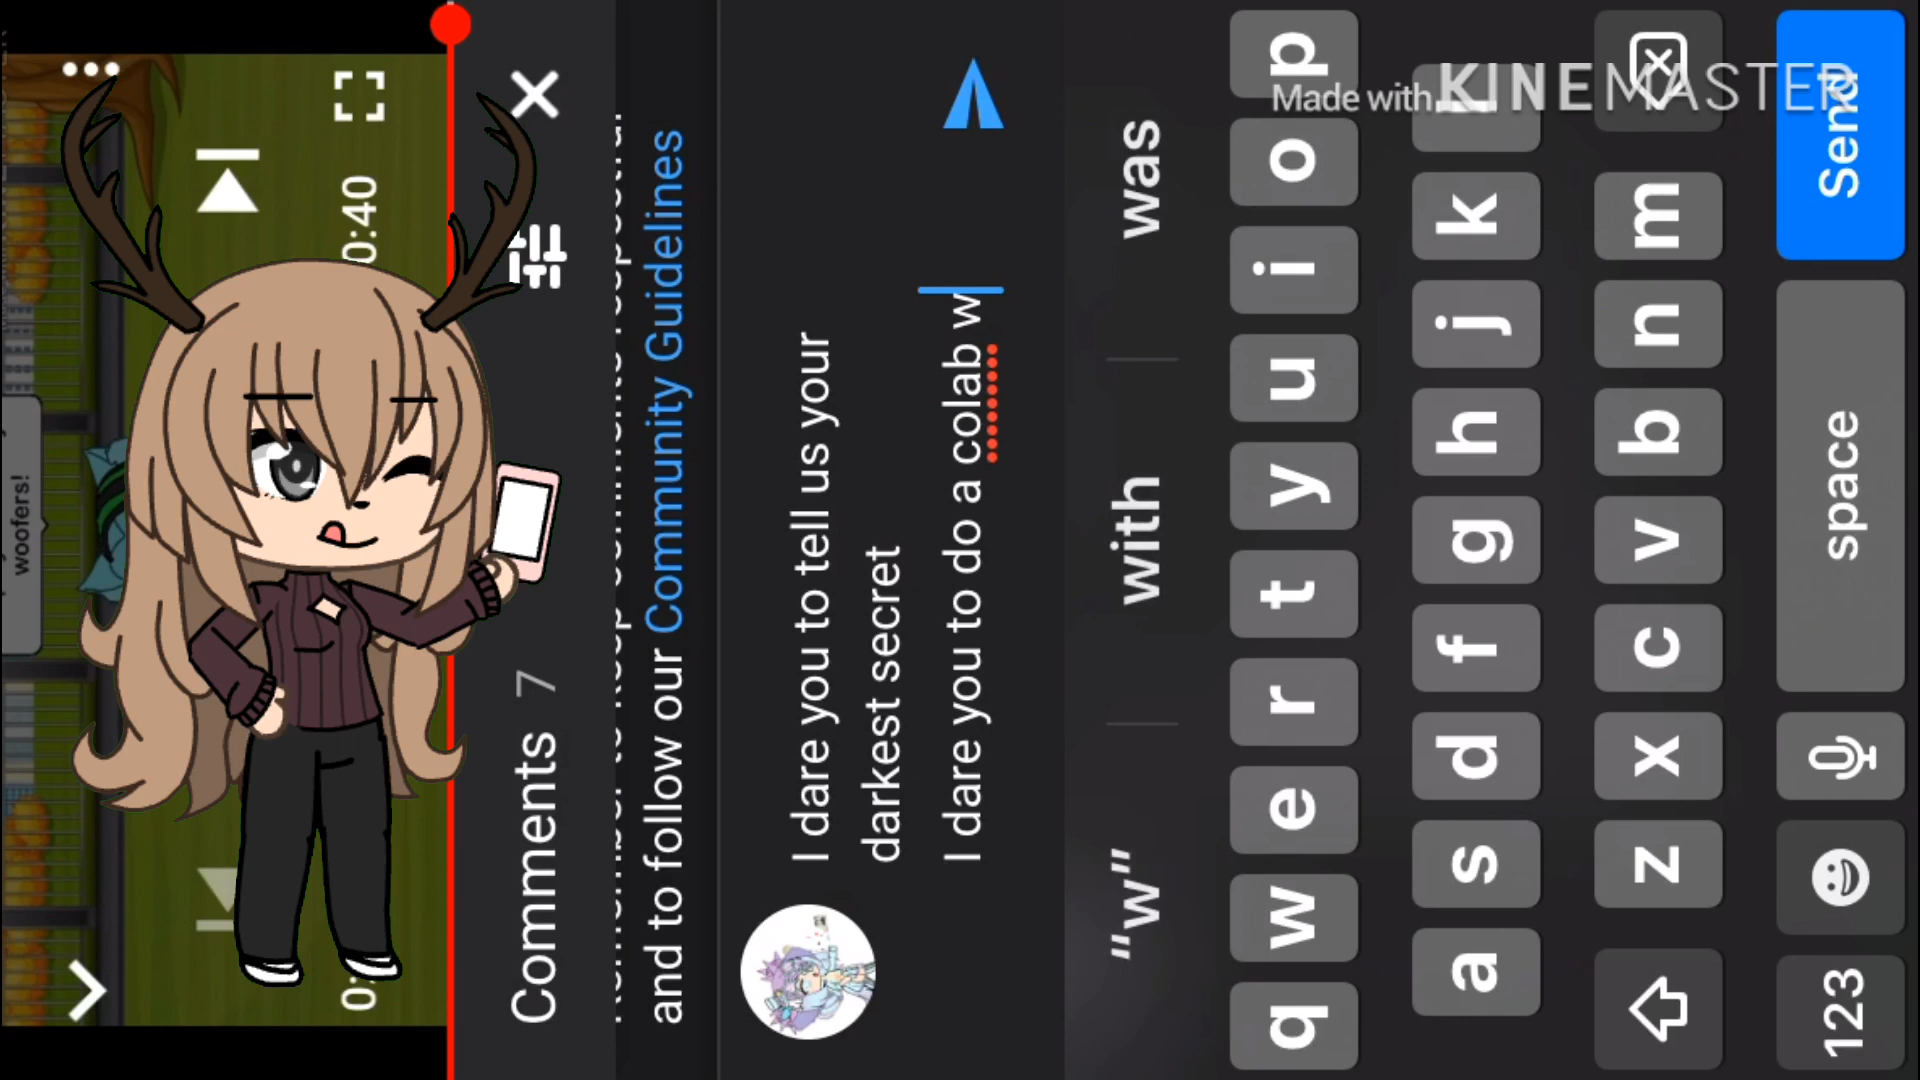 woofers!
0:40
Comments 7
and to follow our Community Guidelines
I dare you to tell us your
darkest secret
I dare you to do a colab w
"w" with was
q w e r t y u i o p
a s d f g h j k l
z x c v b n m
123 space Send
Made with KINEMASTER